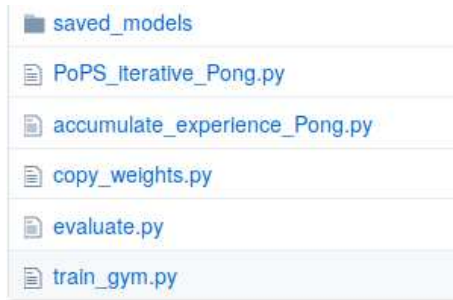 saved_models
PoPS_iterative_Pong.py
accumulate_experience_Pong.py
copy_weights.py
evaluate.py
train_gym.py